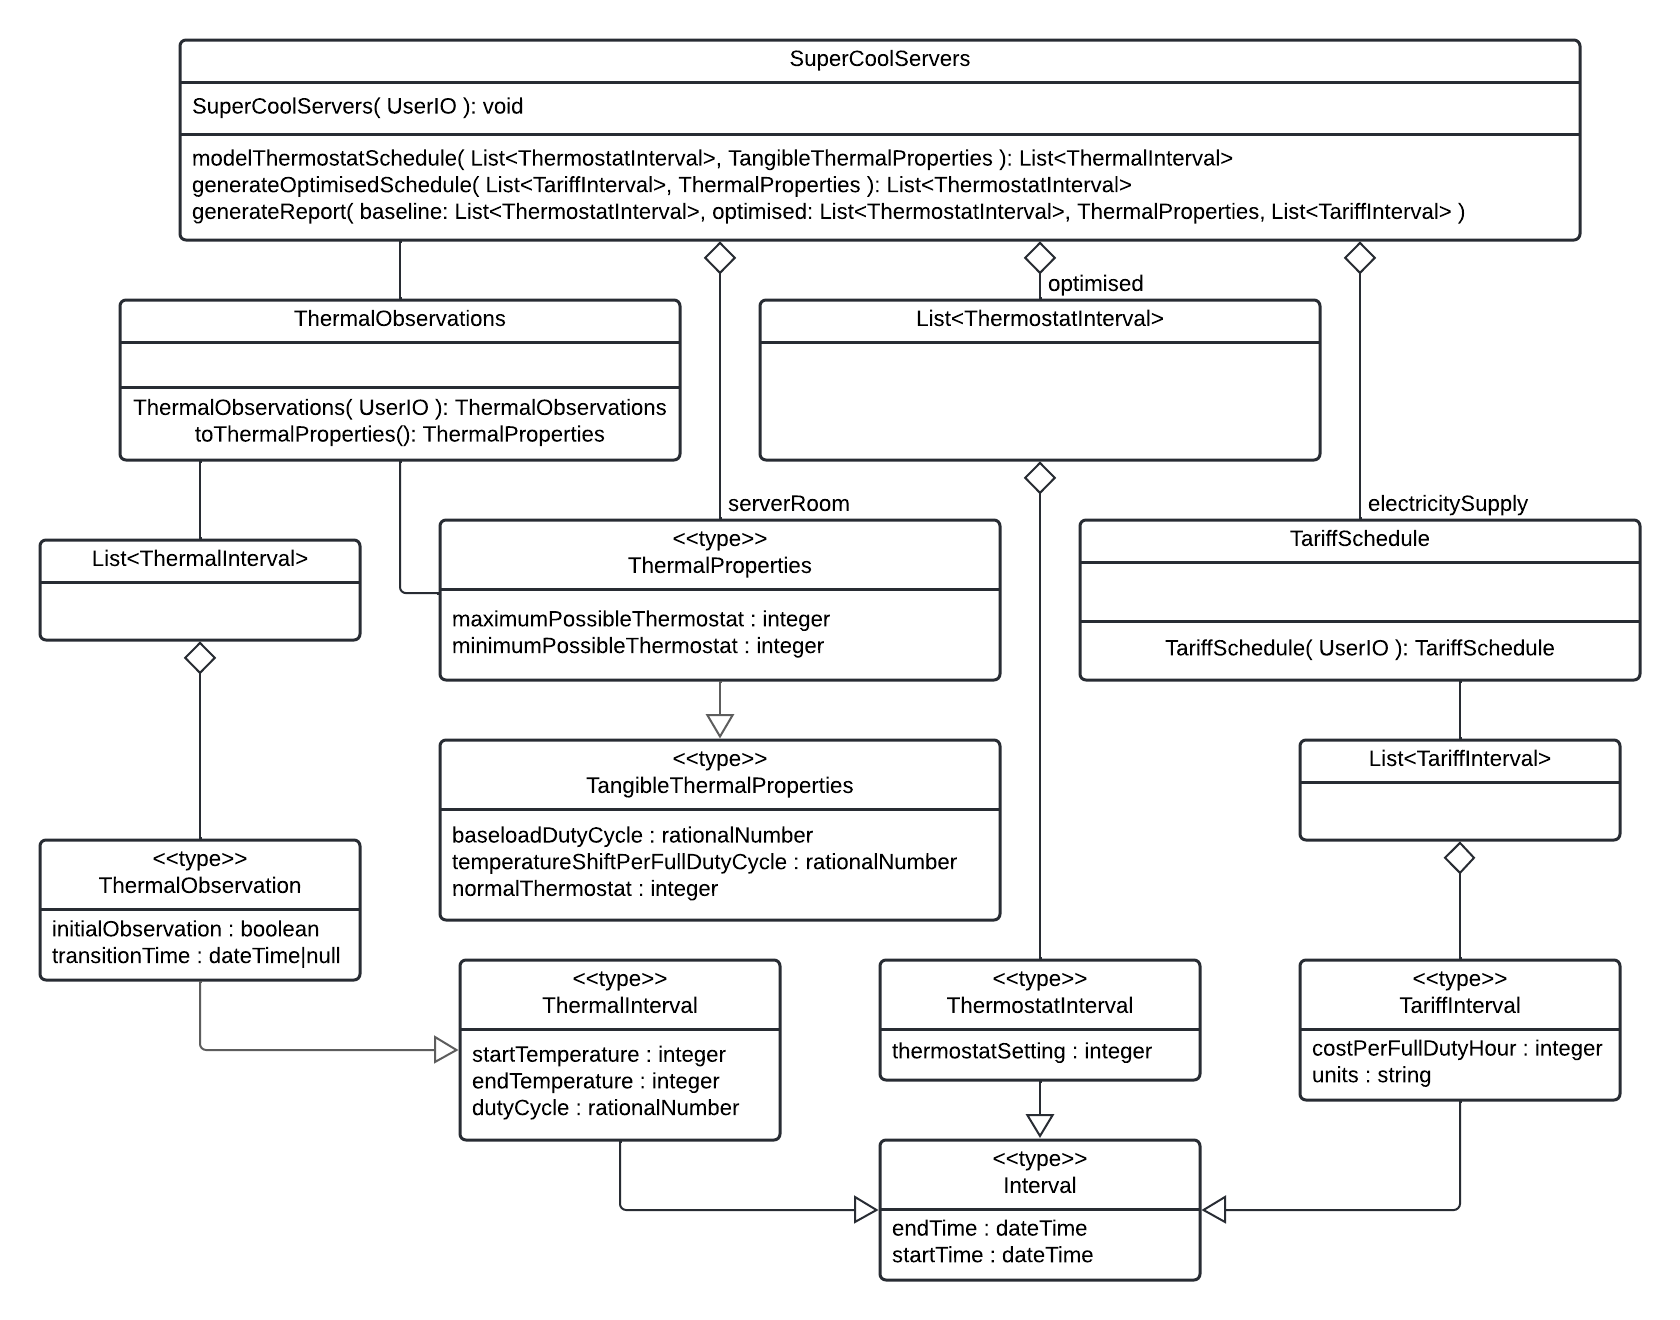 SuperCoolServers
SuperCoolServers( UserIO ): void
modelThermostatSchedule( List<ThermostatInterval>, TangibleThermalProperties ): List<ThermalInterval>
generateOptimisedSchedule( List<TariffInterval>, ThermalProperties ): List<ThermostatInterval>
generateReport( baseline: List<ThermostatInterval>, optimised: List<ThermostatInterval>, ThermalProperties, List<TariffInterval> )
optimised
ThermalObservations
ThermalObservations( UserIO ): ThermalObservations
toThermalProperties(): ThermalProperties
List<ThermostatInterval>
serverRoom
electricitySupply
List<ThermalInterval>
<<type>>
ThermalProperties
maximumPossibleThermostat : integer
minimumPossibleThermostat : integer
TariffSchedule
TariffSchedule( UserIO ): TariffSchedule
<<type>>
TangibleThermalProperties
baseloadDutyCycle : rationalNumber
temperatureShiftPerFullDutyCycle : rationalNumber
normalThermostat : integer
List<TariffInterval>
<<type>>
ThermalObservation
initialObservation : boolean
transitionTime : dateTime|null
<<type>>
ThermalInterval
startTemperature : integer
endTemperature : integer
dutyCycle : rationalNumber
<<type>>
ThermostatInterval
thermostatSetting : integer
<<type>>
TariffInterval
costPerFullDutyHour : integer
units : string
<<type>>
Interval
endTime : dateTime
startTime : dateTime